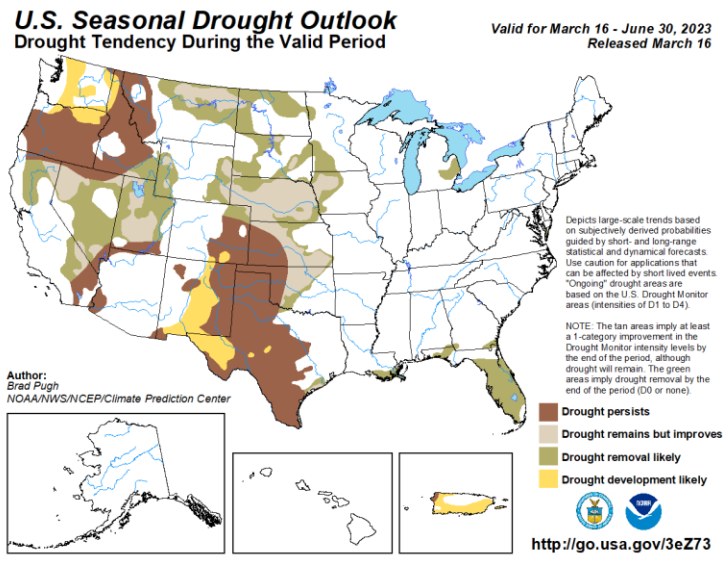 U.S. Seasonal Drought Outlook
Drought Tendency During the Valid Period
Valid for March 16 - June 30, 2023
Released March 16
Depicts large-scale trends based
on subjectively derived probabilities
guided by short- and long-range
statistical and dynamical forecasts.
Use caution for applications that
can be affected by short lived events.
"Ongoing" drought areas are
based on the U.S. Drought Monitor
areas (intensities of D1 to D4).
NOTE: The tan areas imply at least
a 1-category improvement in the
Drought Monitor intensity levels by
the end of the period, although
drought will remain. The green
areas imply drought removal by the
end of the period (D0 or none).
Author:
Brad Pugh
NOAA/NWS/NCEP/Climate Prediction Center
Drought persists
Drought remains but improves
Drought removal likely
Drought development likely
http://go.usa.gov/3eZ73